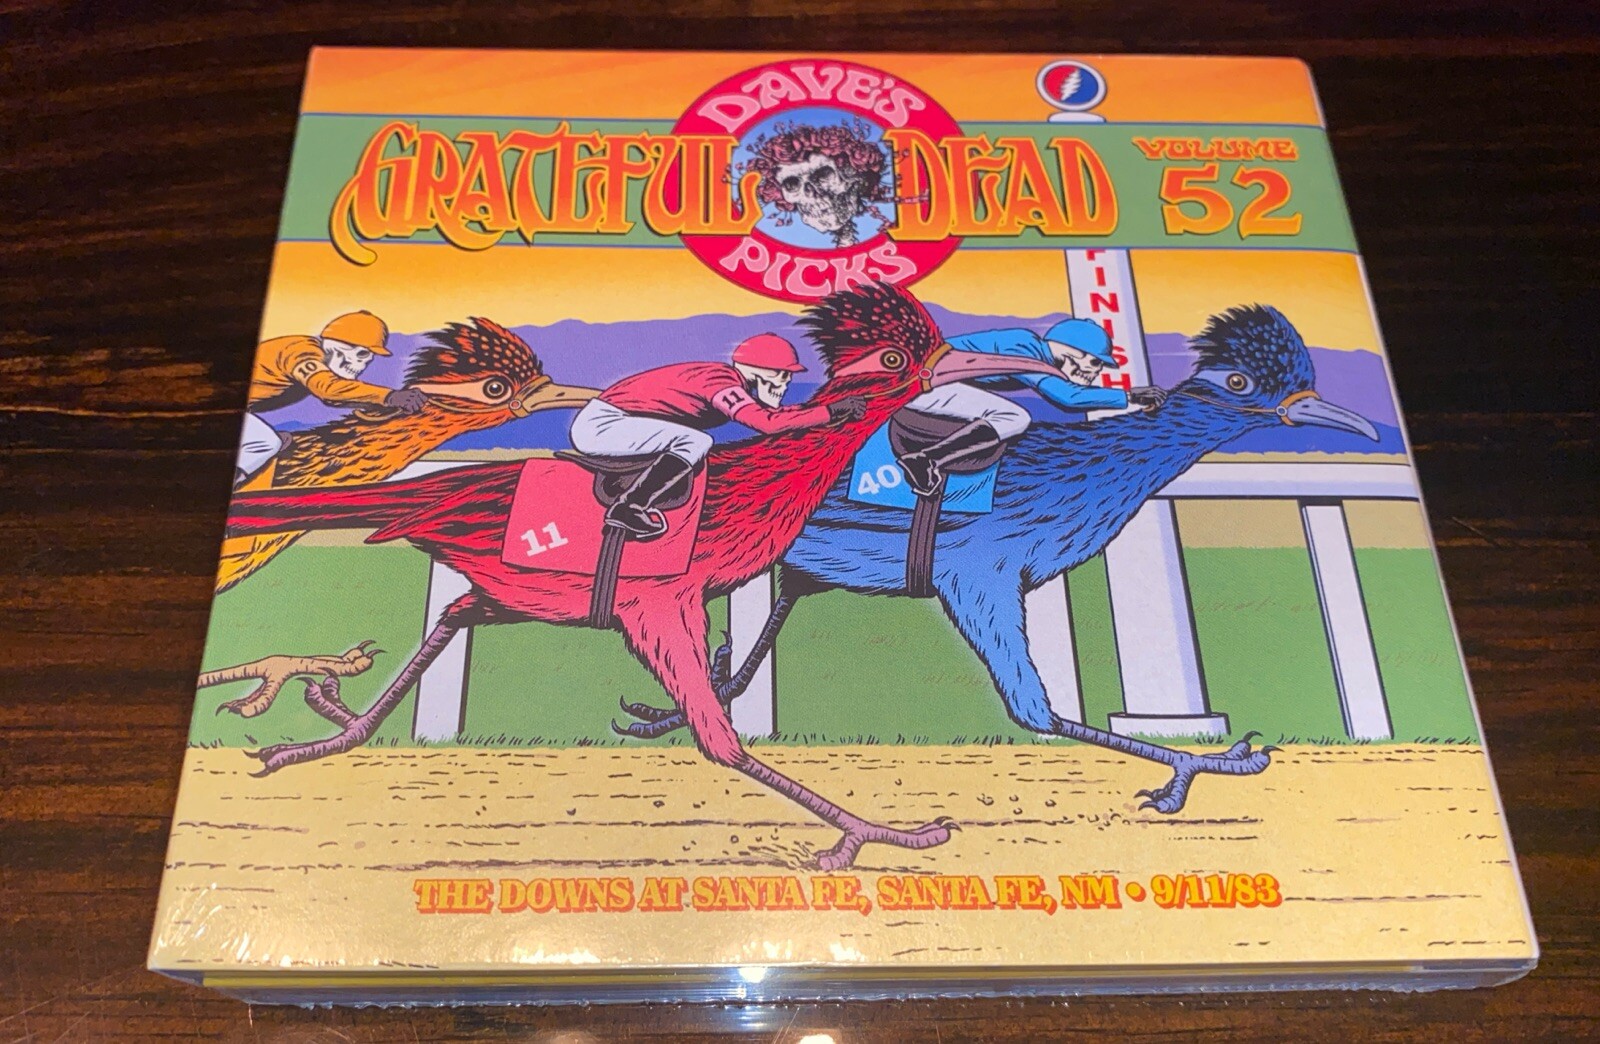 DAVE'S
GRATEFUL DEAD
VOLUME
52
PICKS
FINISH
10
11
11
40
THE DOWNS AT SANTA FE, SANTA FE, NM • 9/11/83